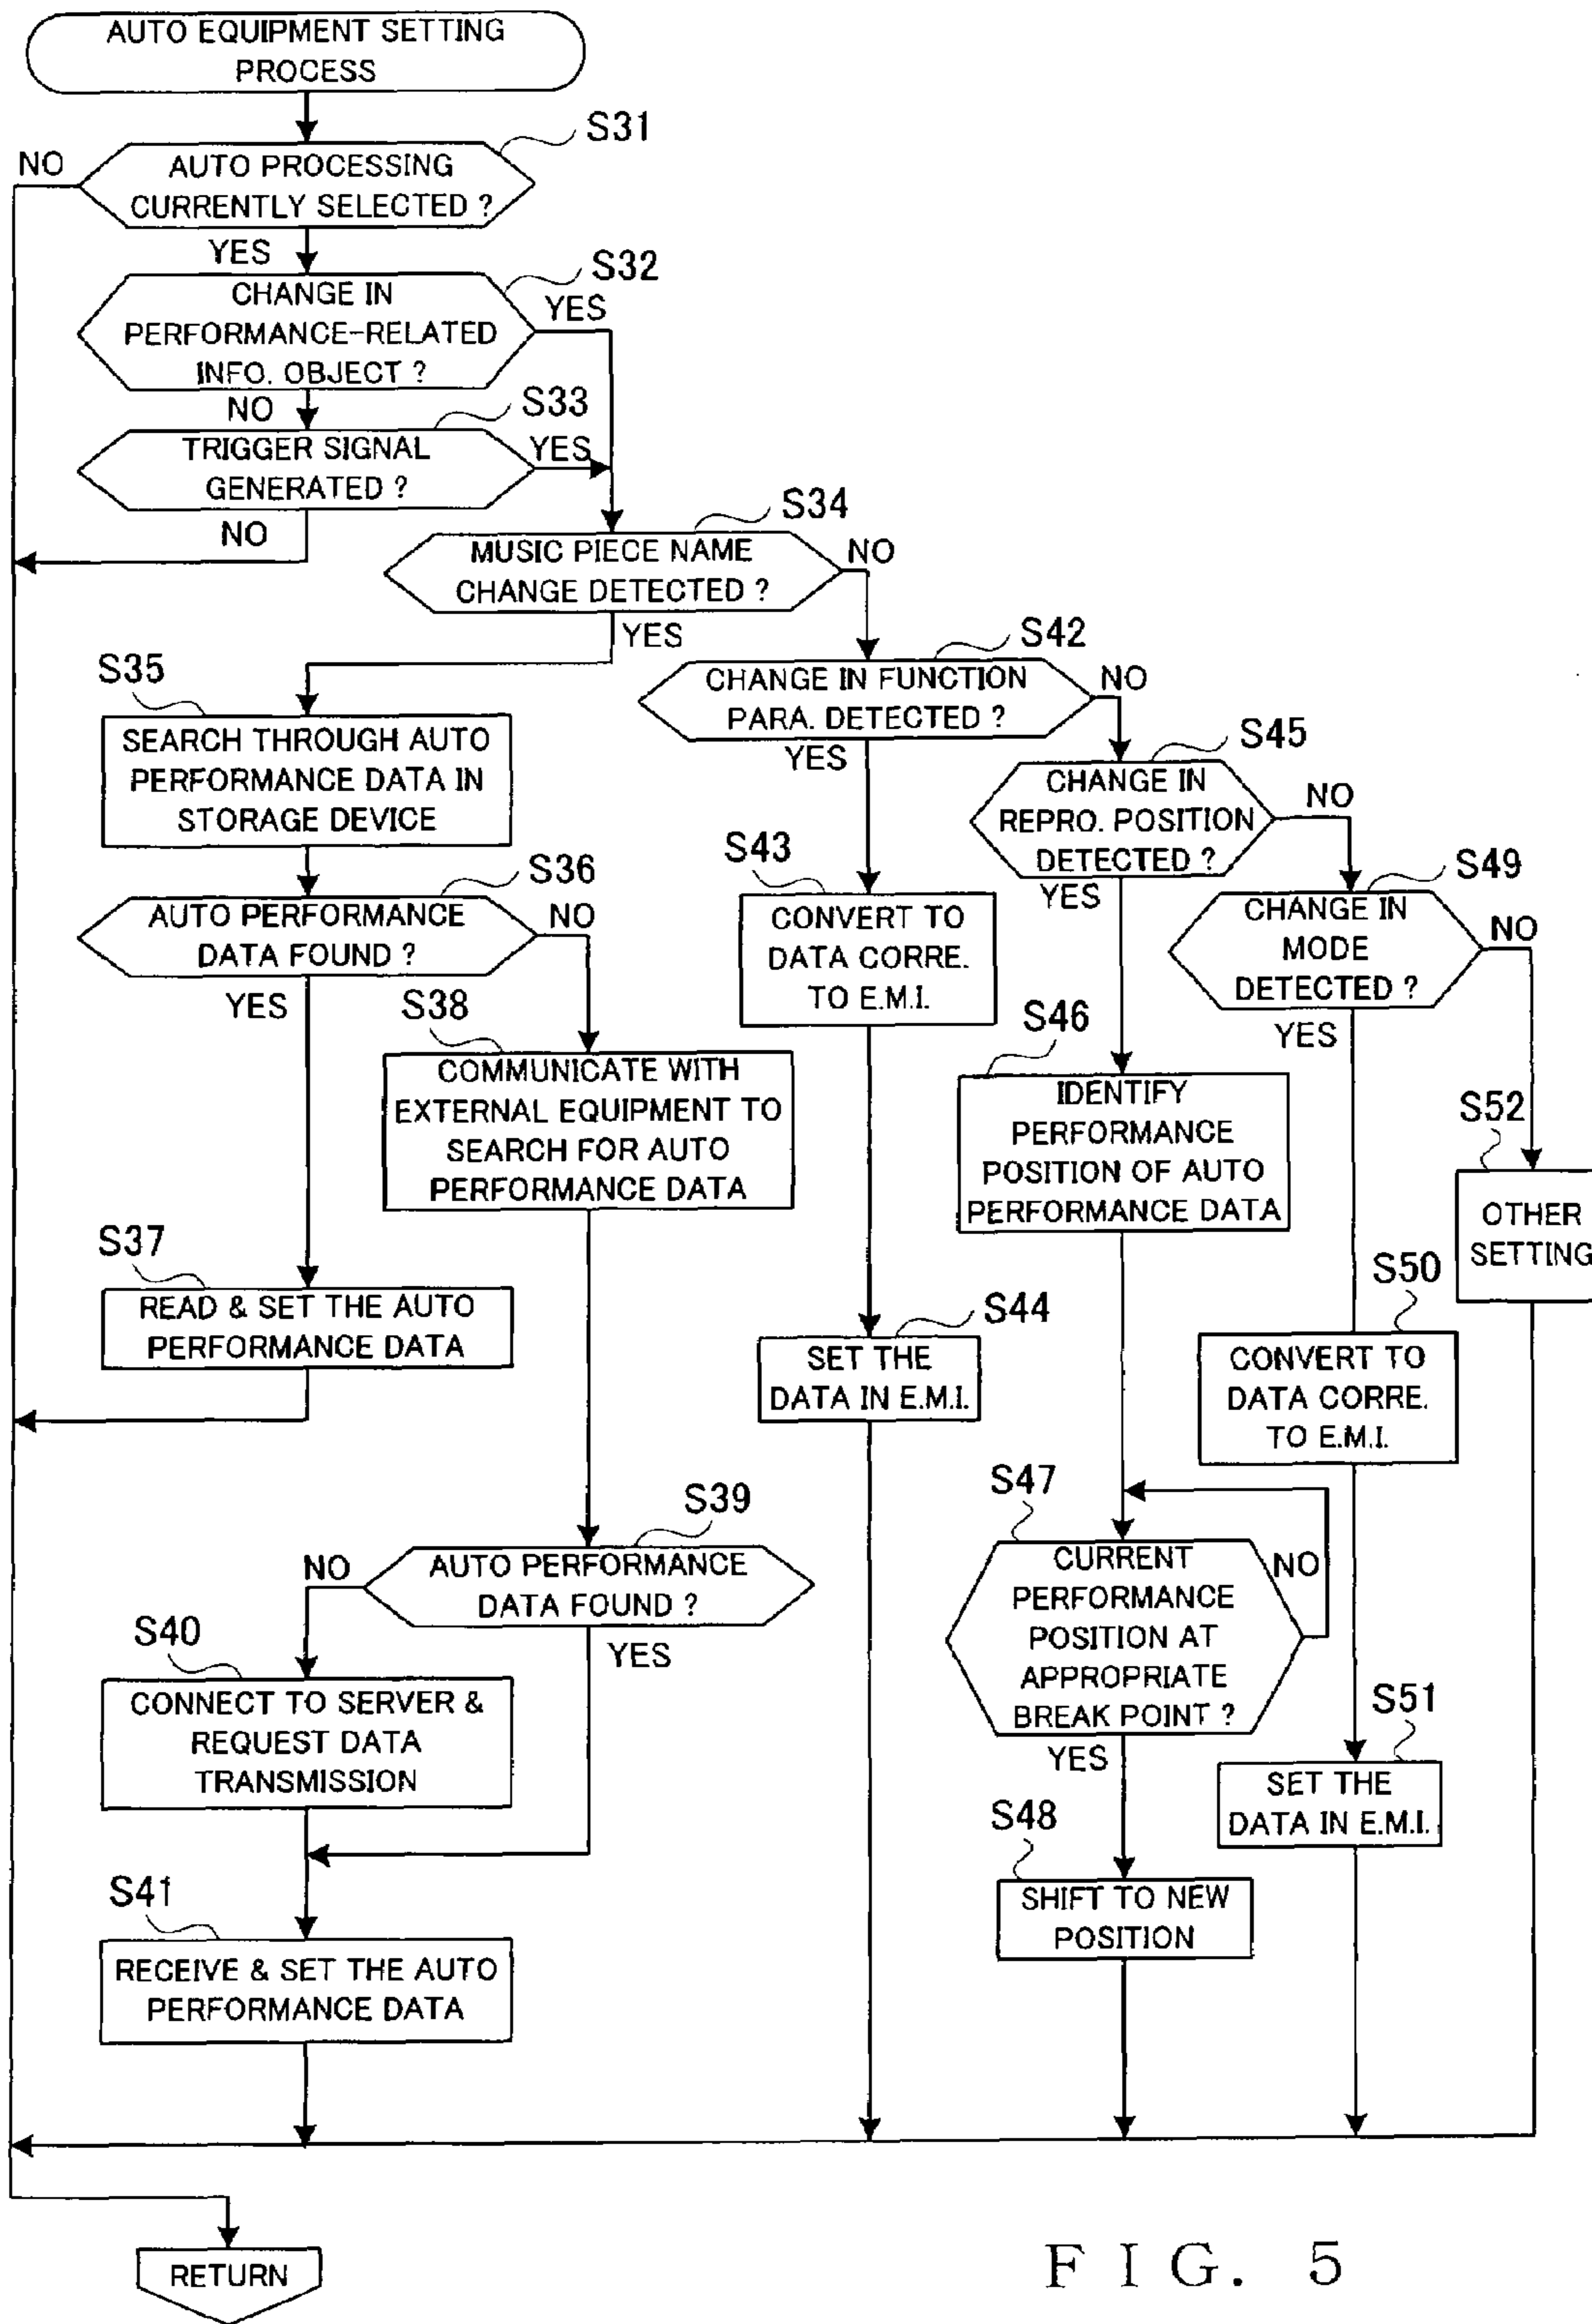 AUTO EQUIPMENT SETTING
PROCESS
S31
NO
AUTO PROCESSING
CURRENTLY SELECTED ?
YES
S32
CHANGE IN
PERFORMANCE-RELATED
INFO. OBJECT ?
YES
NO
S33
TRIGGER SIGNAL
GENERATED ?
YES
NO
S34
MUSIC PIECE NAME
CHANGE DETECTED ?
NO
YES
S35
SEARCH THROUGH AUTO
PERFORMANCE DATA IN
STORAGE DEVICE
S36
AUTO PERFORMANCE
DATA FOUND ?
NO
YES
S37
READ & SET THE AUTO
PERFORMANCE DATA
S38
COMMUNICATE WITH
EXTERNAL EQUIPMENT TO
SEARCH FOR AUTO
PERFORMANCE DATA
S39
NO
AUTO PERFORMANCE
DATA FOUND ?
YES
S40
CONNECT TO SERVER &
REQUEST DATA
TRANSMISSION
S41
RECEIVE & SET THE AUTO
PERFORMANCE DATA
S42
CHANGE IN FUNCTION
PARA. DETECTED ?
NO
YES
S43
CONVERT TO
DATA CORRE.
TO E.M.I.
S44
SET THE
DATA IN E.M.I.
S45
CHANGE IN
REPRO. POSITION
DETECTED ?
NO
YES
S46
IDENTIFY
PERFORMANCE
POSITION OF AUTO
PERFORMANCE DATA
S47
CURRENT
PERFORMANCE
POSITION AT
APPROPRIATE
BREAK POINT ?
NO
YES
S48
SHIFT TO NEW
POSITION
S49
CHANGE IN
MODE
DETECTED ?
NO
YES
S50
CONVERT TO
DATA CORRE.
TO E.M.I.
S51
SET THE
DATA IN E.M.I.
S52
OTHER
SETTING
RETURN
FIG. 5